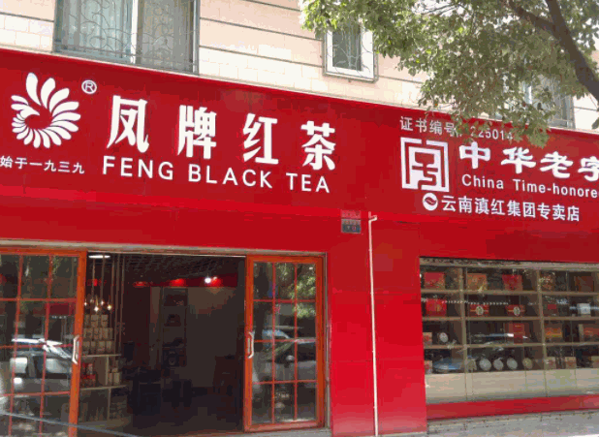 ®
凤牌红茶
始于一九三九
FENG BLACK TEA
证书编号: 25014
中华老字
China Time-honore
云南滇红集团专卖店